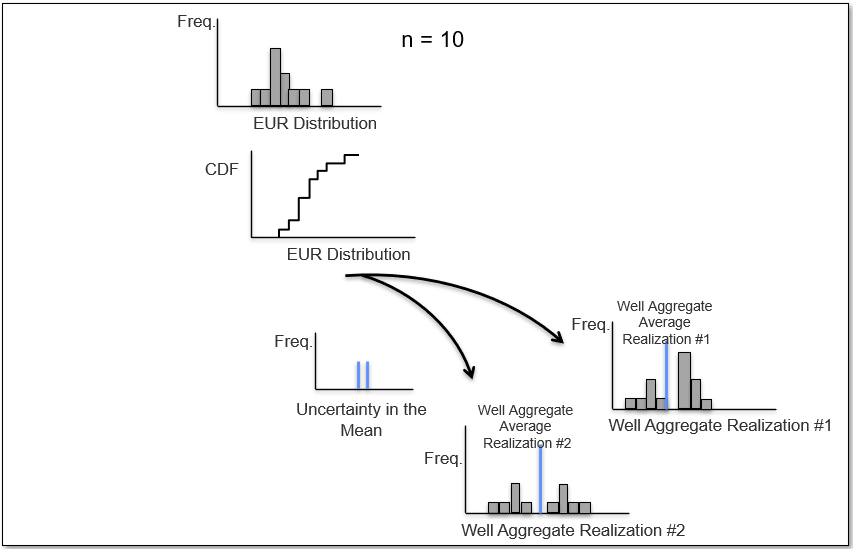 Freq.
n = 10
EUR Distribution
CDF
EUR Distribution
Well Aggregate
Average
Realization #1
Freq.
Well Aggregate Realization #1
Freq.
Uncertainty in the
Mean
Well Aggregate
Average
Realization #2
Freq.
Well Aggregate Realization #2